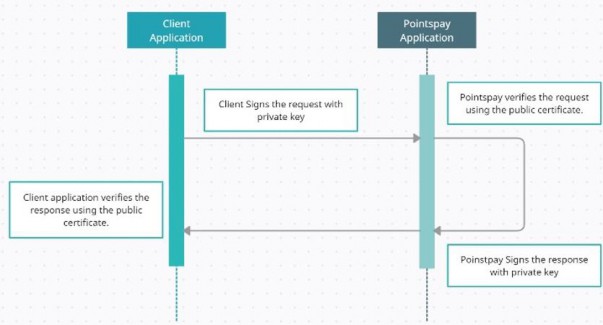 Client
Application
Pointspay
Application
Client Signs the request with
private key
Pointspay verifies the request
using the public certificate.
Client application verifies the
response using the public
certificate.
Poinstpay Signs the response
with private key